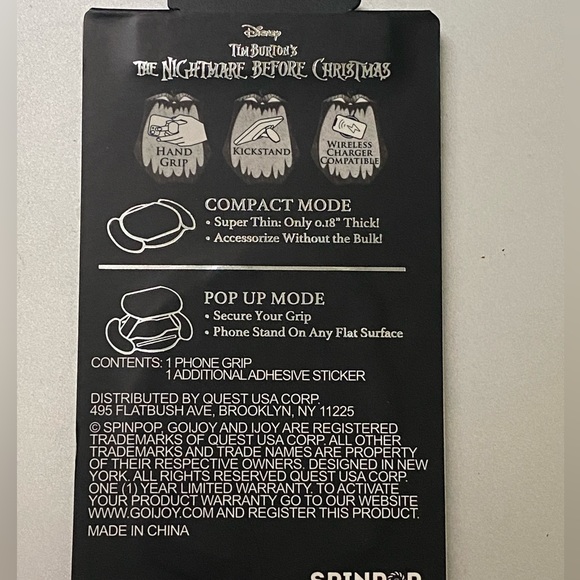 Disney
TIM BURTON'S
THE NIGHTMARE BEFORE CHRISTMAS
HAND
GRIP
KICKSTAND
WIRELESS
CHARGER
COMPATIBLE
COMPACT MODE
• Super Thin: Only 0.18" Thick!
• Accessorize Without the Bulk!
POP UP MODE
• Secure Your Grip
• Phone Stand On Any Flat Surface
CONTENTS: 1 PHONE GRIP
1 ADDITIONAL ADHESIVE STICKER
DISTRIBUTED BY QUEST USA CORP.
495 FLATBUSH AVE, BROOKLYN, NY 11225
© SPINPOP, GOIJOY AND IJOY ARE REGISTERED
TRADEMARKS OF QUEST USA CORP. ALL OTHER
TRADEMARKS AND TRADE NAMES ARE PROPERTY
OF THEIR RESPECTIVE OWNERS. DESIGNED IN NEW
YORK. ALL RIGHTS RESERVED QUEST USA CORP.
ONE (1) YEAR LIMITED WARRANTY. TO ACTIVATE
YOUR PRODUCT WARRANTY GO TO OUR WEBSITE
WWW.GOIJOY.COM AND REGISTER THIS PRODUCT.
MADE IN CHINA
SPINPOP